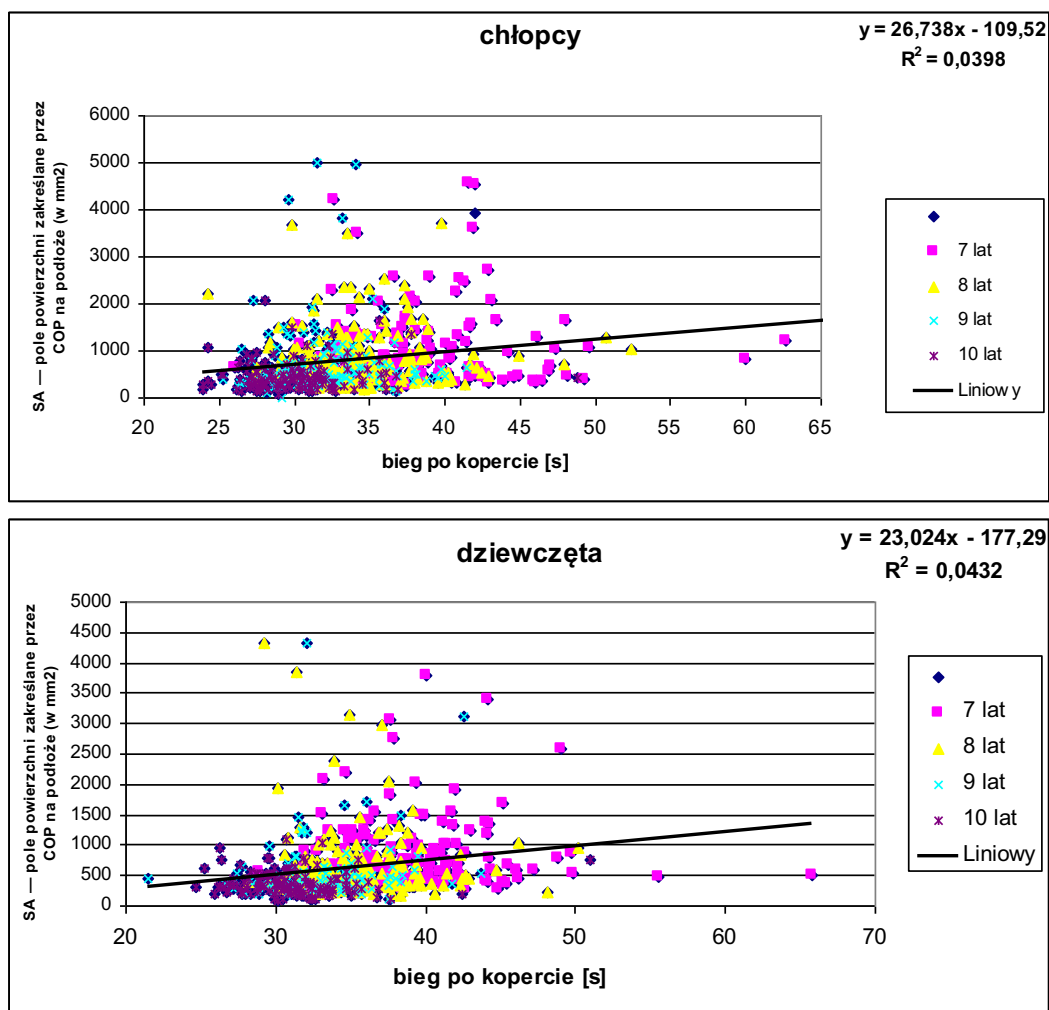 chłopcy
y = 26,738x - 109,52
R² = 0,0398
SA — pole powierzchni zakreślane przez
COP na podłoże (w mm2)
6000
5000
4000
3000
2000
1000
0
20 25 30 35 40 45 50 55 60 65
bieg po kopercie [s]
7 lat
8 lat
9 lat
10 lat
Liniowy
dziewczęta
y = 23,024x - 177,29
R² = 0,0432
SA — pole powierzchni zakreślane przez
COP na podłoże (w mm2)
5000
4500
4000
3500
3000
2500
2000
1500
1000
500
0
20 30 40 50 60 70
bieg po kopercie [s]
7 lat
8 lat
9 lat
10 lat
Liniowy